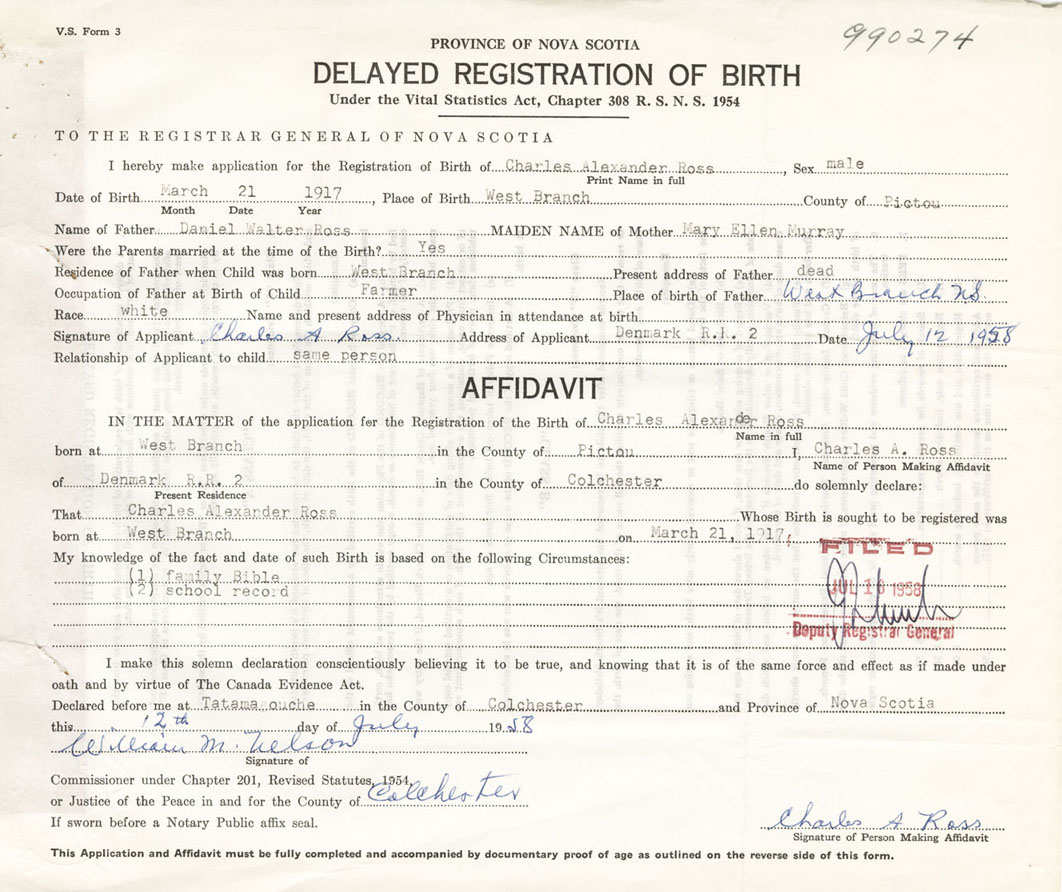 V.S. Form 3
990274
PROVINCE OF NOVA SCOTIA
DELAYED REGISTRATION OF BIRTH
Under the Vital Statistics Act, Chapter 308 R. S. N. S. 1954
TO THE REGISTRAR GENERAL OF NOVA SCOTIA
I hereby make application for the Registration of Birth of Charles Alexander Ross, Sex male
Print Name in full
Date of Birth March 21 1917, Place of Birth West Branch County of Pictou
Month Date Year
Name of Father Daniel Walter Ross MAIDEN NAME of Mother Mary Ellen Murray
Were the Parents married at the time of the Birth? Yes
Residence of Father when Child was born West Branch Present address of Father dead
Occupation of Father at Birth of Child Farmer Place of birth of Father West Branch NS.
Race white Name and present address of Physician in attendance at birth
Signature of Applicant Charles A Ross. Address of Applicant Denmark R.R. 2 Date July 12 1958
Relationship of Applicant to child same person
AFFIDAVIT
IN THE MATTER of the application fer the Registration of the Birth of Charles Alexander Ross
Name in full
born at West Branch in the County of Pictou I, Charles A. Ross
Name of Person Making Affidavit
of Denmark R.R. 2 in the County of Colchester do solemnly declare:
Present Residence
That Charles Alexander Ross Whose Birth is sought to be registered was
born at West Branch on March 21, 1917.
My knowledge of the fact and date of such Birth is based on the following Circumstances:
(1) family Bible
(2) school record
FILED
JUL 16 1958
Deputy Registrar General
I make this solemn declaration conscientiously believing it to be true, and knowing that it is of the same force and effect as if made under
oath and by virtue of The Canada Evidence Act.
Declared before me at Tatamagouche in the County of Colchester and Province of Nova Scotia
this 12th day of July 1958
William M. Nelson
Signature of
Commissioner under Chapter 201, Revised Statutes, 1954,
or Justice of the Peace in and for the County of Colchester
If sworn before a Notary Public affix seal.
Charles A Ross
Signature of Person Making Affidavit
This Application and Affidavit must be fully completed and accompanied by documentary proof of age as outlined on the reverse side of this form.